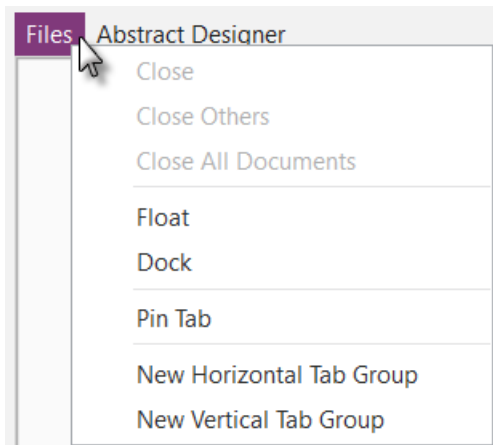 Files Abstract Designer
Close
Close Others
Close All Documents
Float
Dock
Pin Tab
New Horizontal Tab Group
New Vertical Tab Group